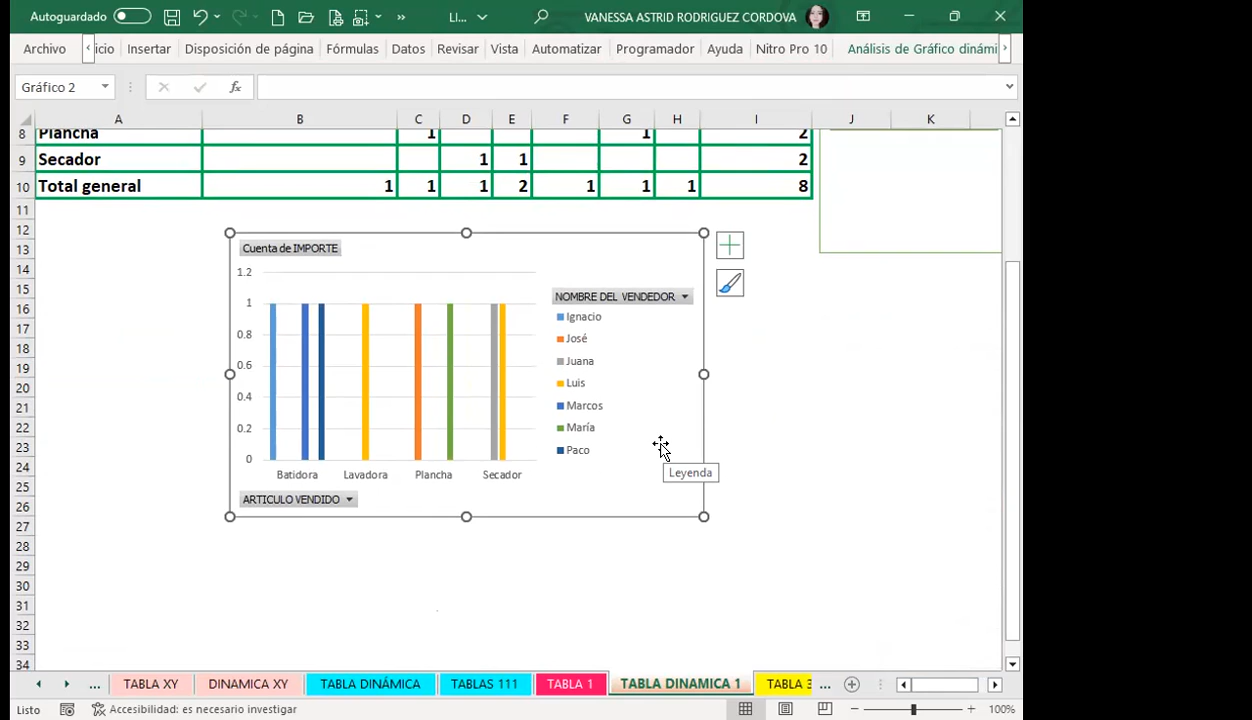 Autoguardado LI... VANESSA ASTRID RODRIGUEZ CORDOVA
Archivo icio Insertar Disposición de página Fórmulas Datos Revisar Vista Automatizar Programador Ayuda Nitro Pro 10 Análisis de Gráfico dinámi
Gráfico 2 fx
A B C D E F G H I J K
8 Plancha 1 1 2
9 Secador 1 1 2
10 Total general 1 1 1 2 1 1 1 8
11
12
13
15
16
17
18
19
20
21
22
23
24
25
26
27
28
29
30
31
32
33
34
Cuenta de IMPORTE
1.2
1
0.8
0.6
0.4
0.2
0
Batidora Lavadora Plancha Secador
ARTICULO VENDIDO
NOMBRE DEL VENDEDOR
Ignacio
José
Juana
Luis
Marcos
María
Paco
Leyenda
... TABLA XY DINAMICA XY TABLA DINÁMICA TABLAS 111 TABLA 1 TABLA DINAMICA 1 TABLA 3 ...
Listo Accesibilidad: es necesario investigar 100%